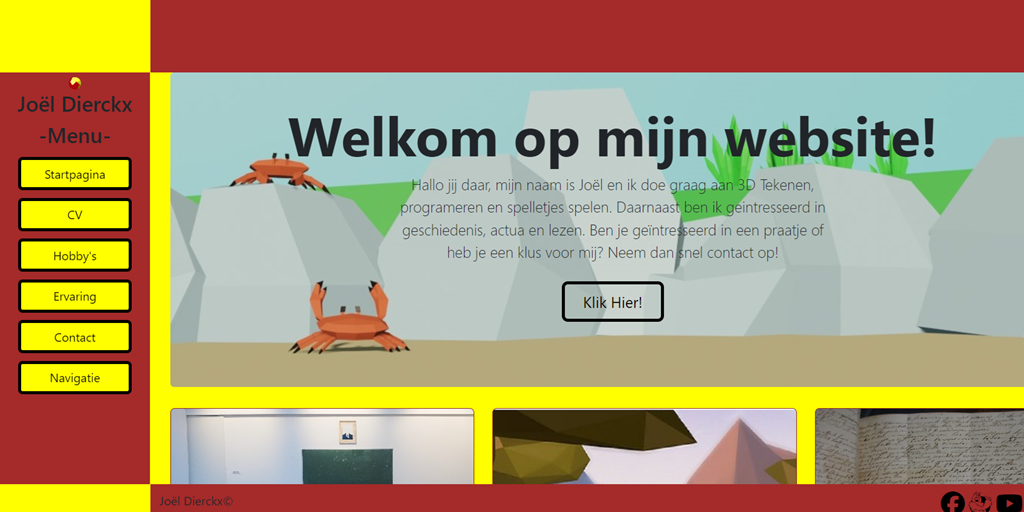 Joël Dierckx
-Menu-
Startpagina
CV
Hobby's
Ervaring
Contact
Navigatie
Welkom op mijn website!
Hallo jij daar, mijn naam is Joël en ik doe graag aan 3D Tekenen,
programeren en spelletjes spelen. Daarnaast ben ik geintresseerd in
geschiedenis, actua en lezen. Ben je geïntresseerd in een praatje of
heb je een klus voor mij? Neem dan snel contact op!
Klik Hier!
Joël Dierckx©